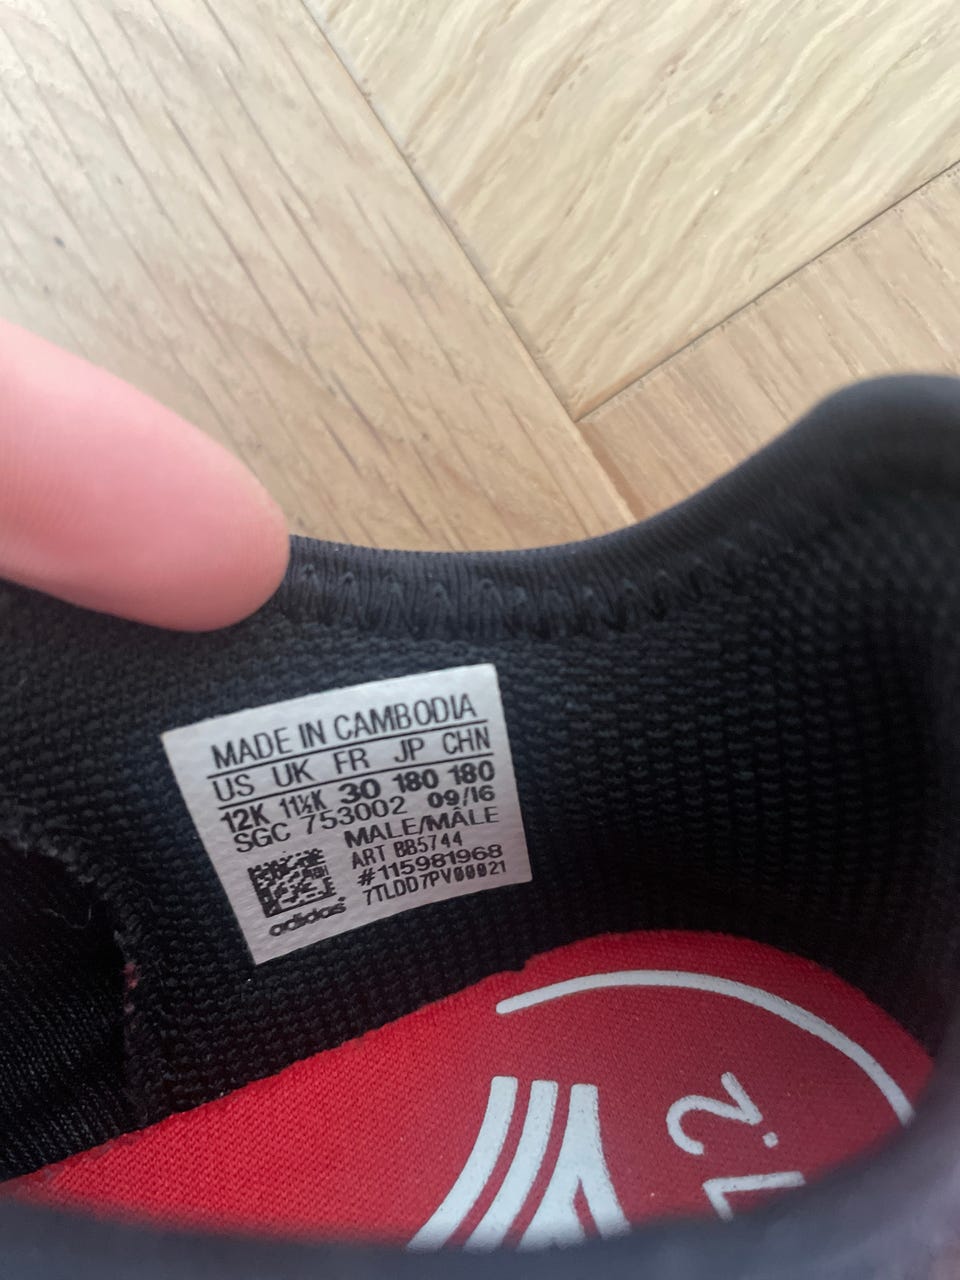 MADE IN CAMBODIA
US UK FR JP CHN
12K 11½K 30 180 180
SGC 753002 09/16
MALE/MÂLE
ART BB5744
#115981968
7TLDD7PV00021
adidas